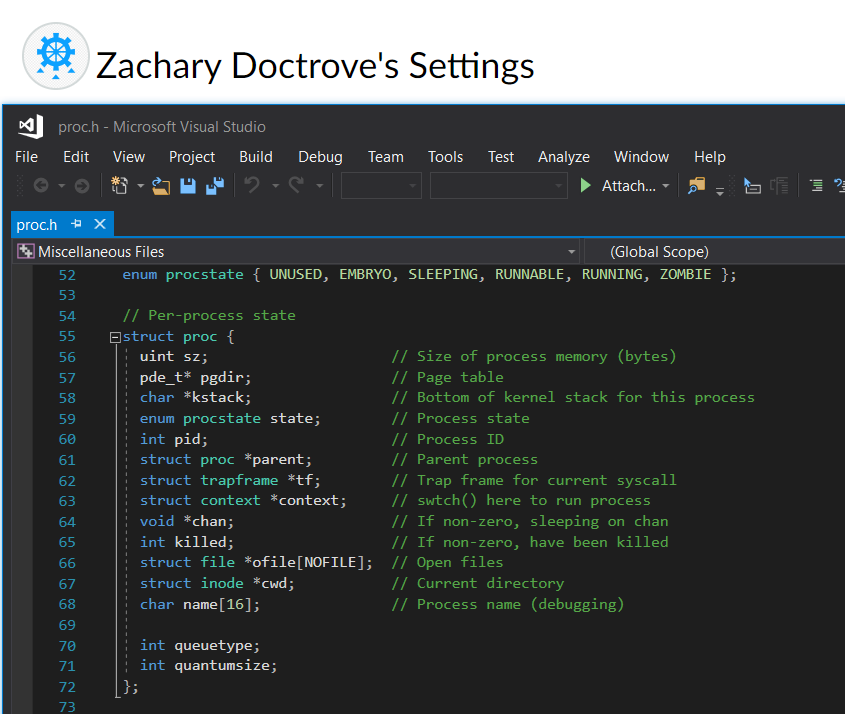 Zachary Doctrove's Settings
proc.h - Microsoft Visual Studio
File Edit View Project Build Debug Team Tools Test Analyze Window Help
Attach...
proc.h
Miscellaneous Files (Global Scope)
52 enum procstate { UNUSED, EMBRYO, SLEEPING, RUNNABLE, RUNNING, ZOMBIE };
53
54 // Per-process state
55 struct proc {
56 uint sz; // Size of process memory (bytes)
57 pde_t* pgdir; // Page table
58 char *kstack; // Bottom of kernel stack for this process
59 enum procstate state; // Process state
60 int pid; // Process ID
61 struct proc *parent; // Parent process
62 struct trapframe *tf; // Trap frame for current syscall
63 struct context *context; // swtch() here to run process
64 void *chan; // If non-zero, sleeping on chan
65 int killed; // If non-zero, have been killed
66 struct file *ofile[NOFILE]; // Open files
67 struct inode *cwd; // Current directory
68 char name[16]; // Process name (debugging)
69
70 int queuetype;
71 int quantumsize;
72 };
73